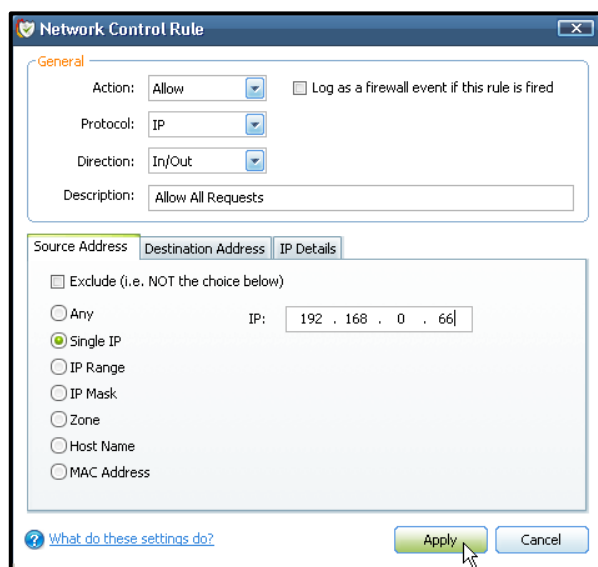 Network Control Rule
General
Action: Allow Log as a firewall event if this rule is fired
Protocol: IP
Direction: In/Out
Description: Allow All Requests
Source Address Destination Address IP Details
Exclude (i.e. NOT the choice below)
Any IP: 192 . 168 . 0 . 66
Single IP
IP Range
IP Mask
Zone
Host Name
MAC Address
What do these settings do? Apply Cancel